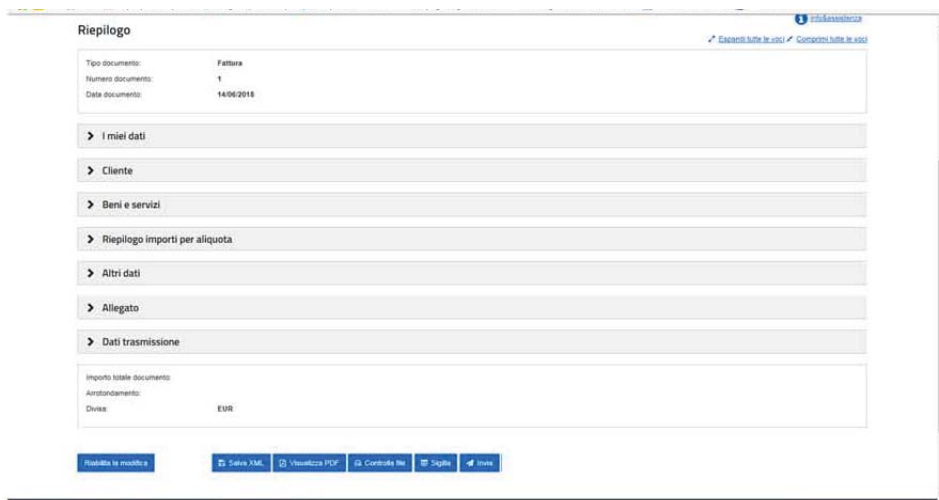 info&assistenza
Riepilogo
Espandi tutte le voci Comprimi tutte le voci
Tipo documento: Fattura
Numero documento: 1
Data documento: 14/06/2018
I miei dati
Cliente
Beni e servizi
Riepilogo importi per aliquota
Altri dati
Allegato
Dati trasmissione
Importo totale documento:
Arrotondamento:
Divisa: EUR
Riabilita la modifica Salva XML Visualizza PDF Controlla file Sigilla Invia